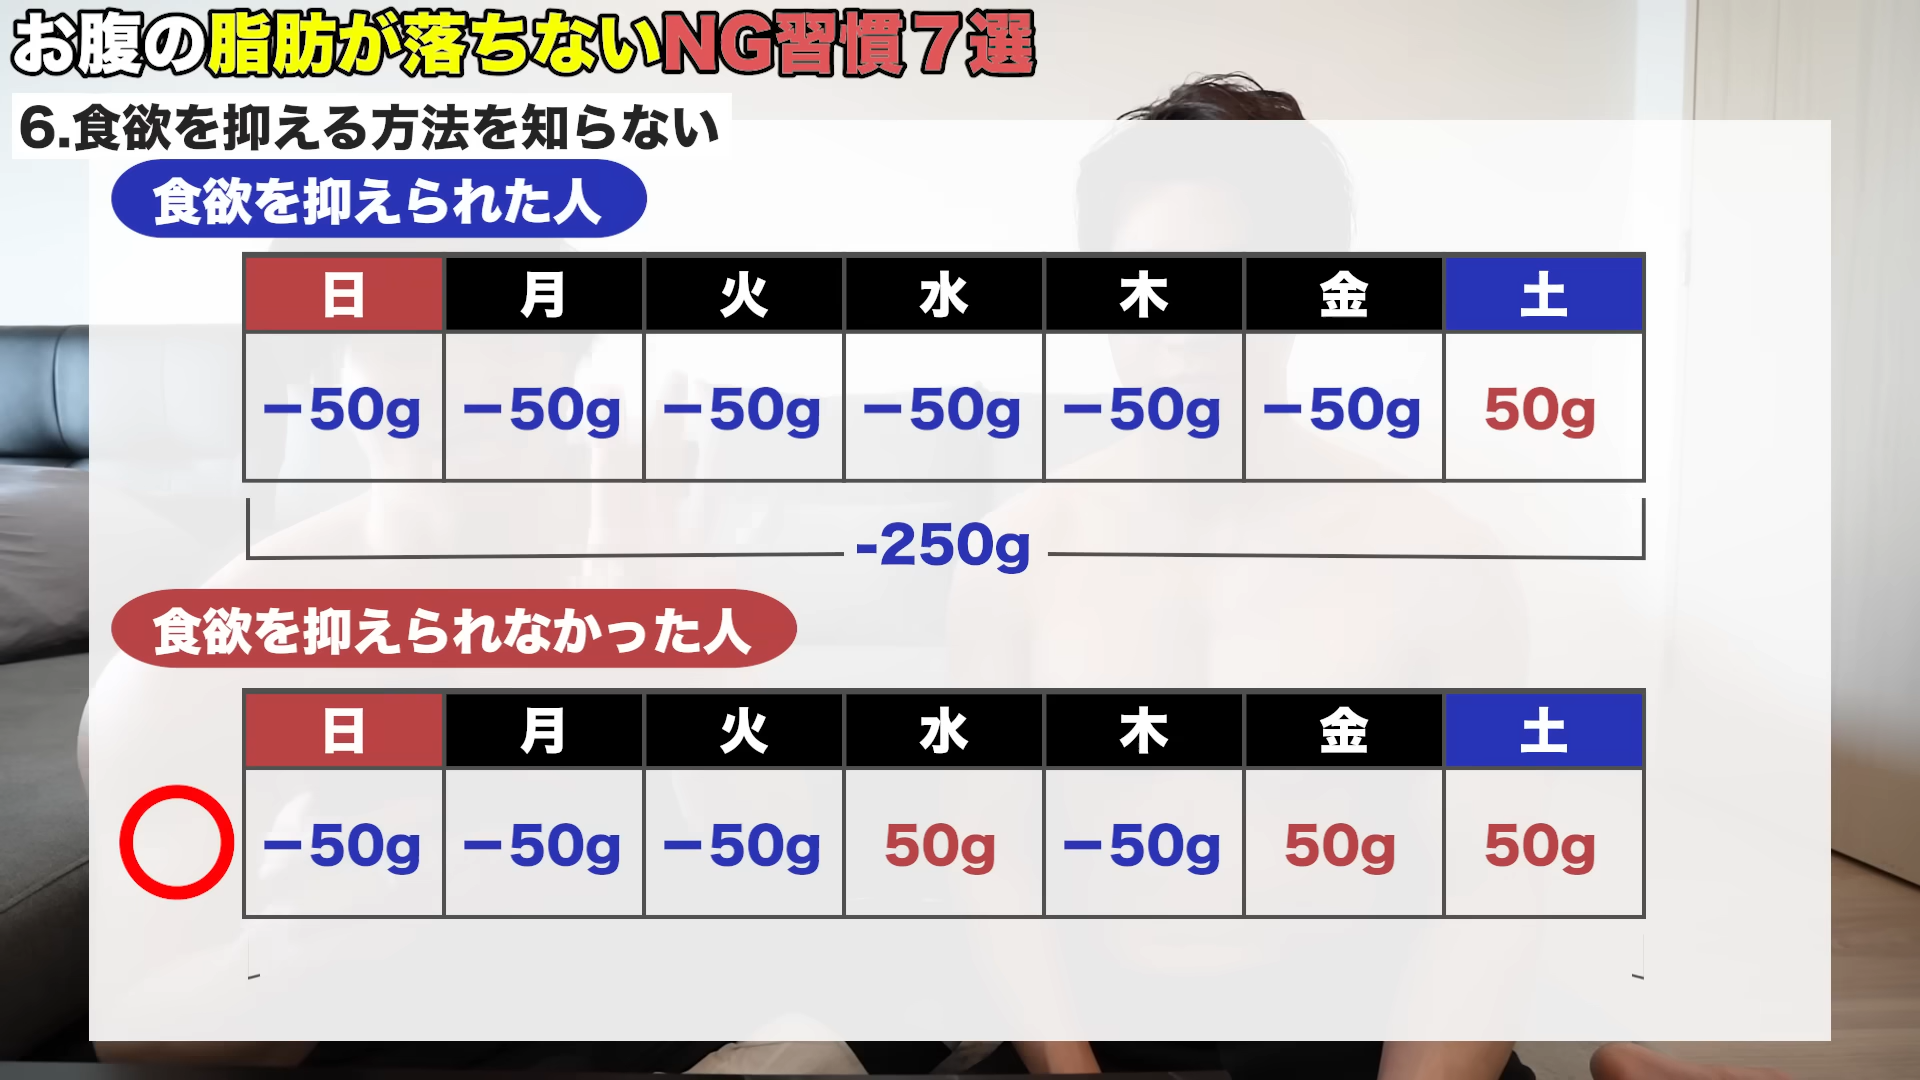 お腹の脂肪が落ちないNG習慣７選
6.食欲を抑える方法を知らない
食欲を抑えられた人
日 月 火 水 木 金 土
−50g −50g −50g −50g −50g −50g 50g
-250g
食欲を抑えられなかった人
日 月 火 水 木 金 土
−50g −50g −50g 50g −50g 50g 50g